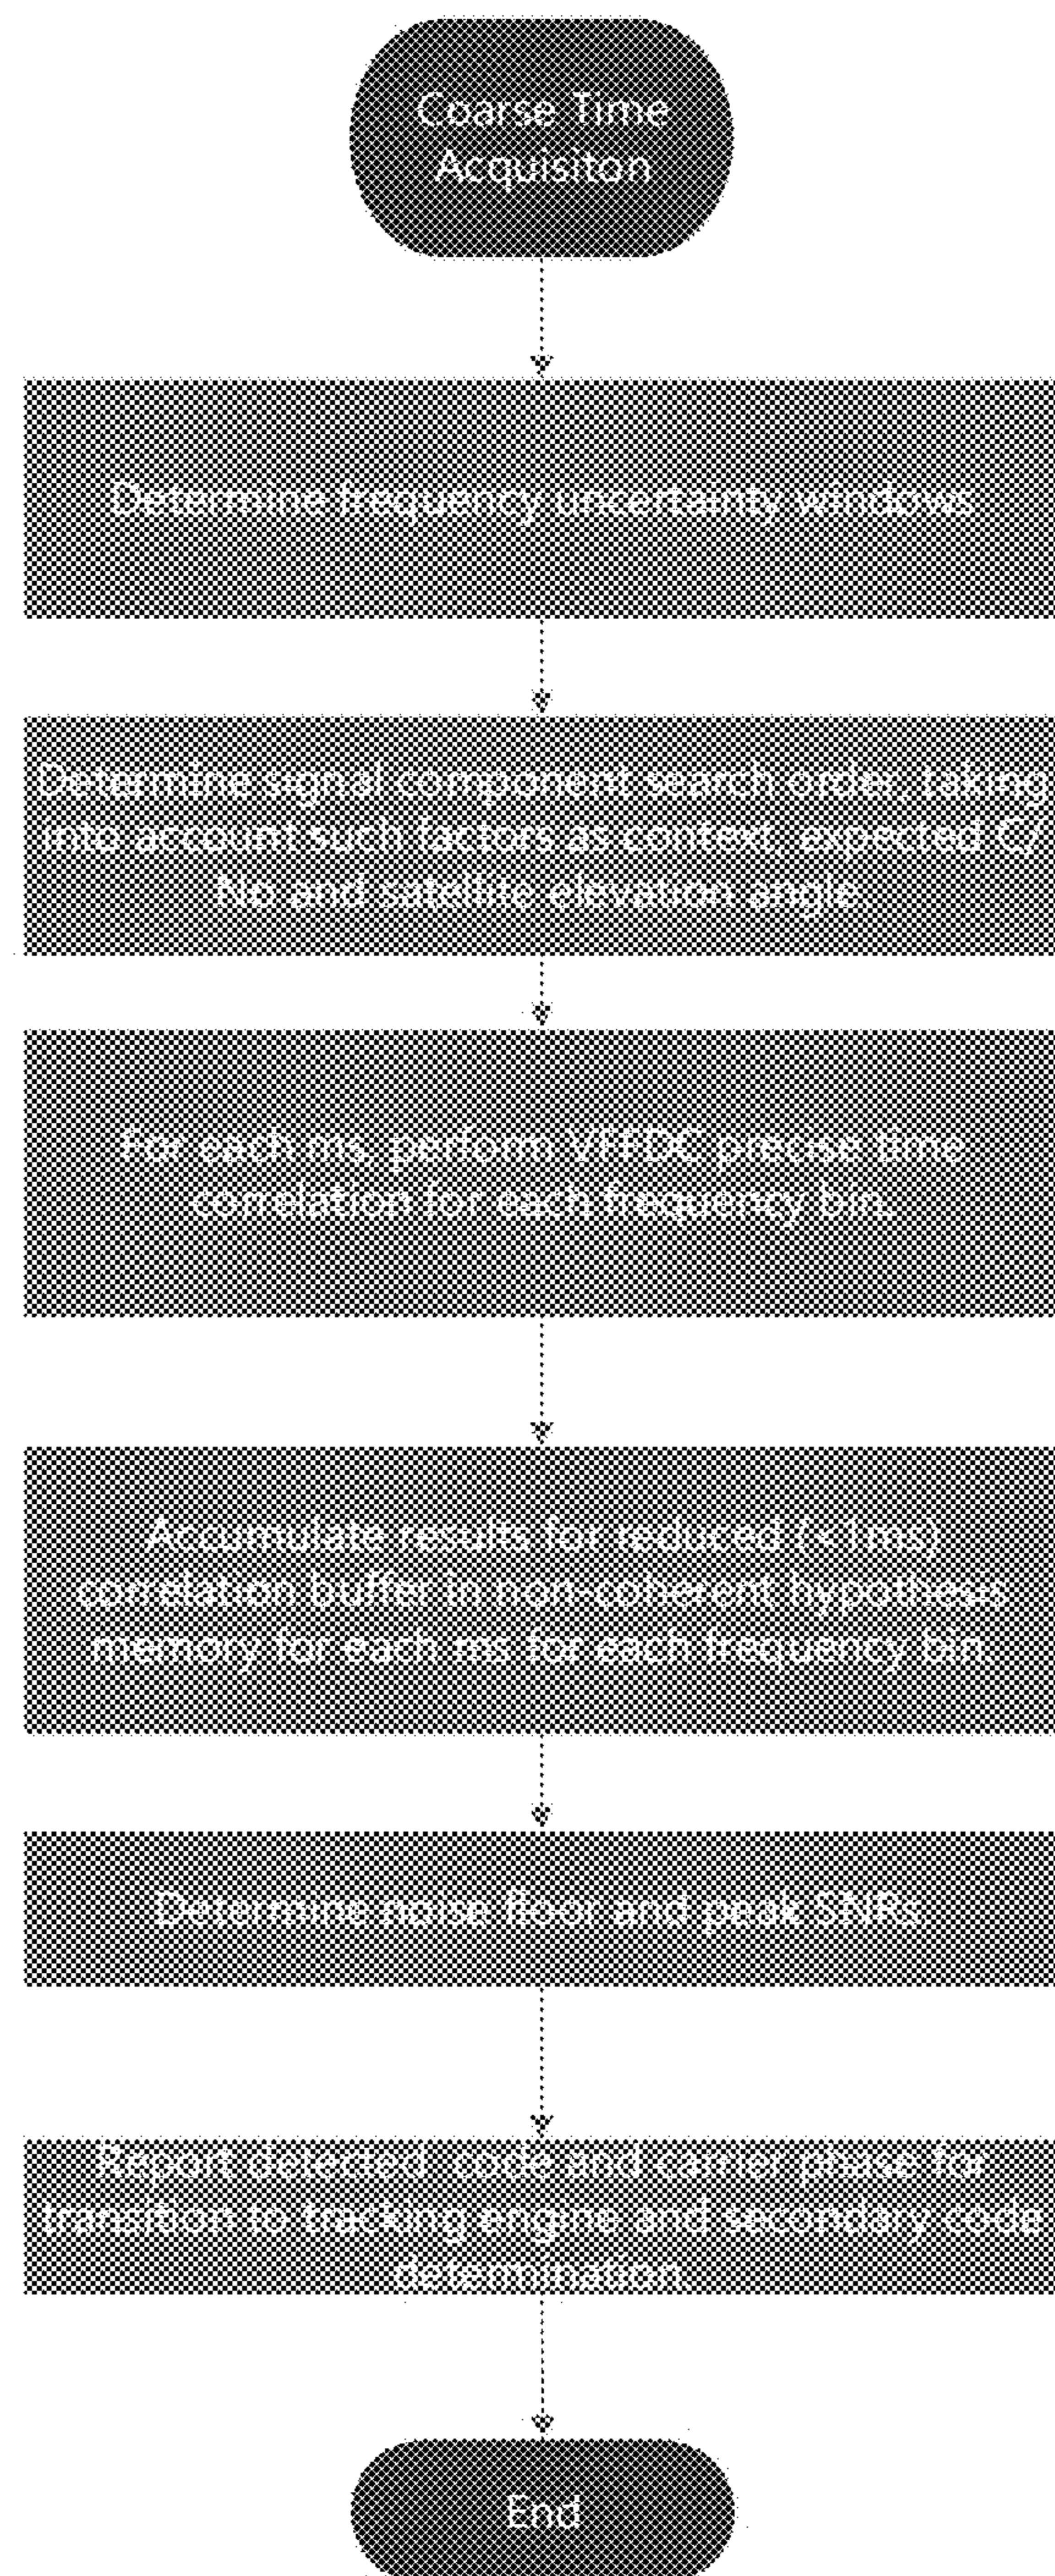 Coarse Time
Acquisiton
Determine frequency uncertainty windows
Determine signal component search order, taking
into account such factors as context, expected C/
No and satellite elevation angle
For each ms, perform precise time
correlation for each frequency bin.
Accumulate results for reduced (<1ms)
correlation buffer in non-coherent hypothesis
memory for each ms for each frequency bin.
Determine noise floor and peak SNRs
Report detected code and carrier phase for
transition to tracking engine and secondary code
determination
End